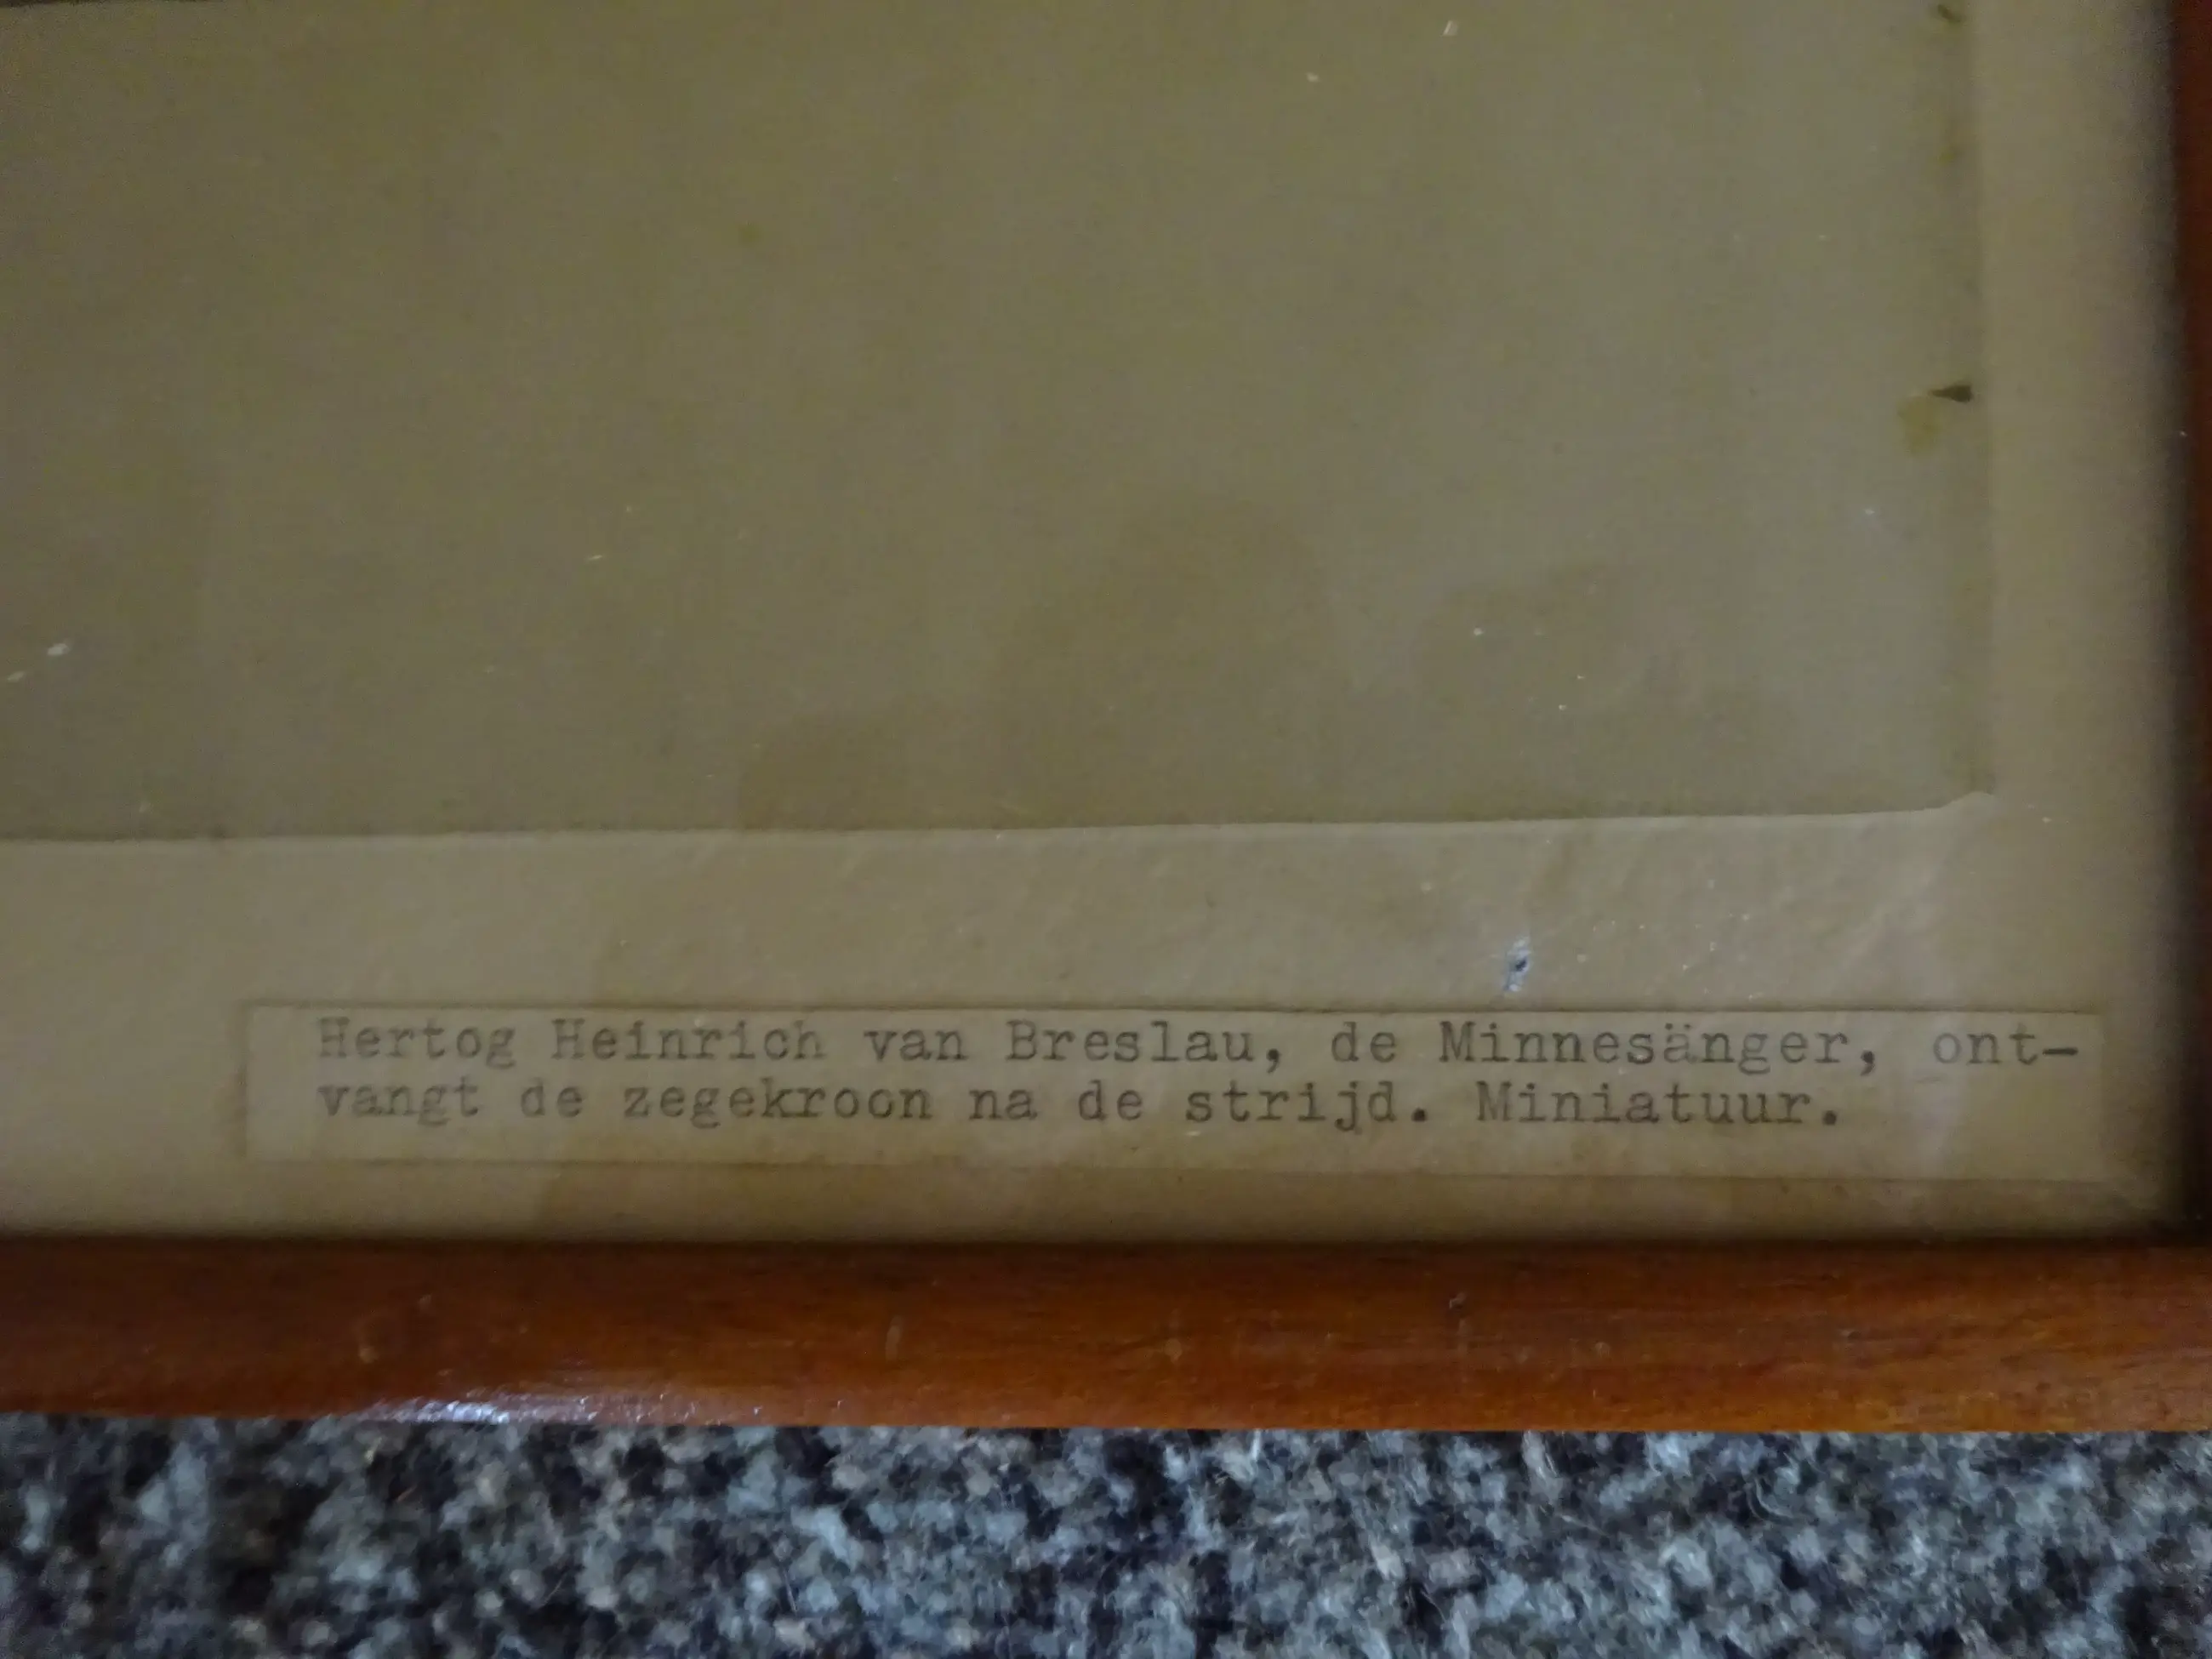 Hertog Heinrich van Breslau, de Minnesänger, ont-
vangt de zegekroon na de strijd. Miniatuur.